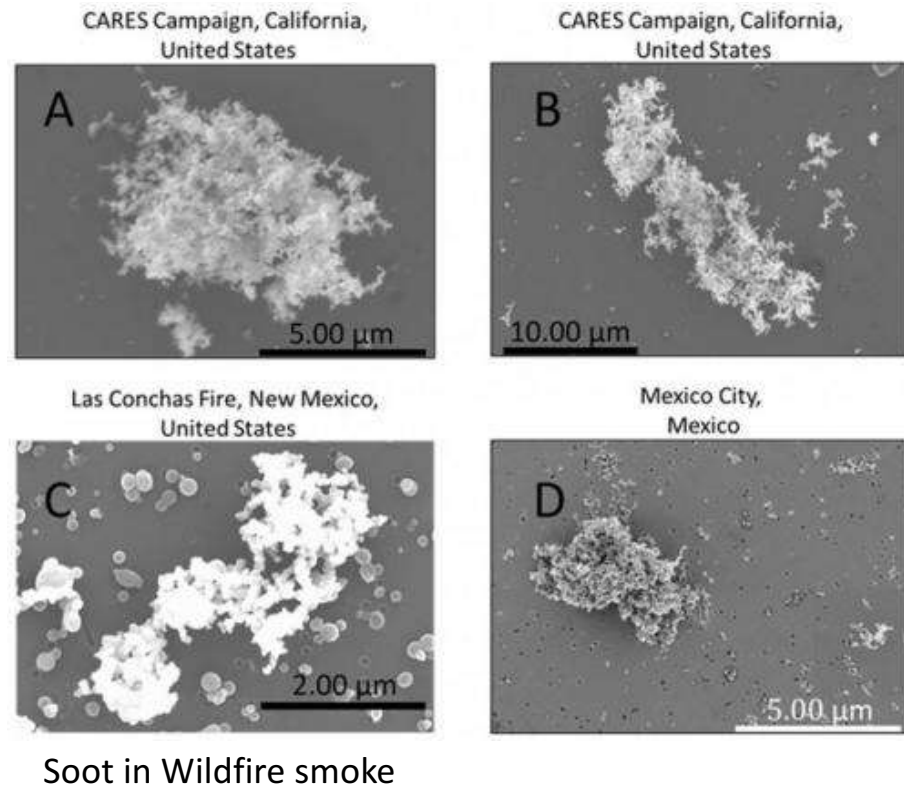 CARES Campaign, California,
United States
CARES Campaign, California,
United States
A
5.00 µm
B
10.00 µm
Las Conchas Fire, New Mexico,
United States
Mexico City,
Mexico
C
2.00 µm
D
5.00 µm
Soot in Wildfire smoke